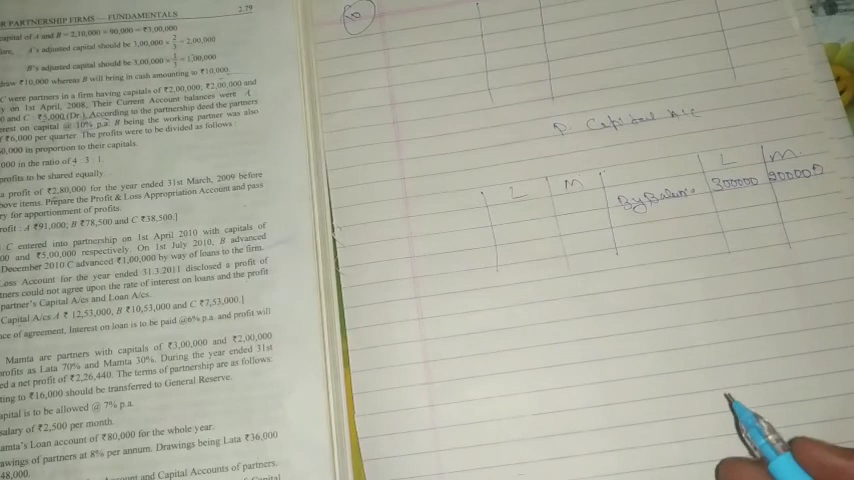 R PARTNERSHIP FIRMS — FUNDAMENTALS 2.79
capital of A and B = 2,10,000 + 90,000 = ₹3,00,000
A's adjusted capital should be 3,00,000 × 2/3 = 2,00,000
B's adjusted capital should be 3,00,000 × 1/3 = 1,00,000
draw ₹10,000 whereas B will bring in cash amounting to ₹10,000.
C were partners in a firm having capitals of ₹2,00,000; ₹2,00,000 and
y on 1st April, 2008. Their Current Account balances were A
0 and C : ₹5,000 (Dr.). According to the partnership deed the partners
erest on capital @ 10% p.a. B being the working partner was also
f ₹6,000 per quarter. The profits were to be divided as follows
0,000 in proportion to their capitals.
000 in the ratio of 4 : 3 : 1.
profits to be shared equally.
a profit of ₹2,80,000 for the year ended 31st March, 2009 before
bove items. Prepare the Profit & Loss Appropriation Account and pass
ry for apportionment of profits.
rofit : A ₹91,000; B ₹78,500 and C ₹38,500.]
C entered into partnership on 1st April 2010 with capitals of
00 and ₹5,00,000 respectively. On 1st July 2010, B advanced
December 2010 C advanced ₹1,00,000 by way of loans to the firm.
Loss Account for the year ended 31.3.2011 disclosed a profit of
tners could not agree upon the rate of interest on loans and the profit
partner's Capital A/cs and Loan A/cs.
Capital A/cs A ₹ 12,53,000, B ₹10,53,000 and C ₹7,53,000.]
ce of agreement, Interest on loan is to be paid @6% p.a. and profit will
Mamta are partners with capitals of ₹3,00,000 and ₹2,00,000
rofits as Lata 70% and Mamta 30%. During the year ended 31st
ed a net profit of ₹2,26,440. The terms of partnership are as follows:
ting to ₹16,000 should be transferred to General Reserve.
apital is to be allowed @ 7% p.a.
salary of ₹2,500 per month.
amta's Loan account of ₹80,000 for the whole year.
awings of partners at 8% per annum. Drawings being Lata ₹36,000
48,000.
ount and Capital Accounts of partners.
P. Capital A/c
L M L M
By Balance 300000 200000